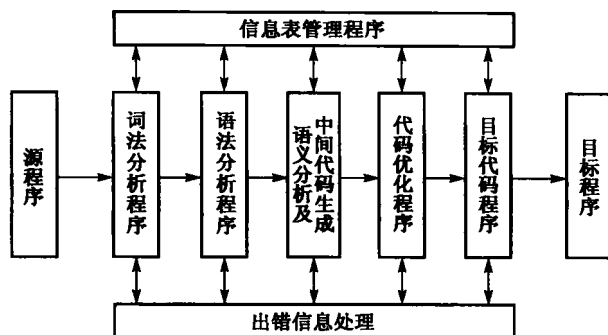 信息表管理程序
源程序
词法分析程序
语法分析程序
语义分析及
中间代码生成
代码优化程序
目标代码程序
目标程序
出错信息处理